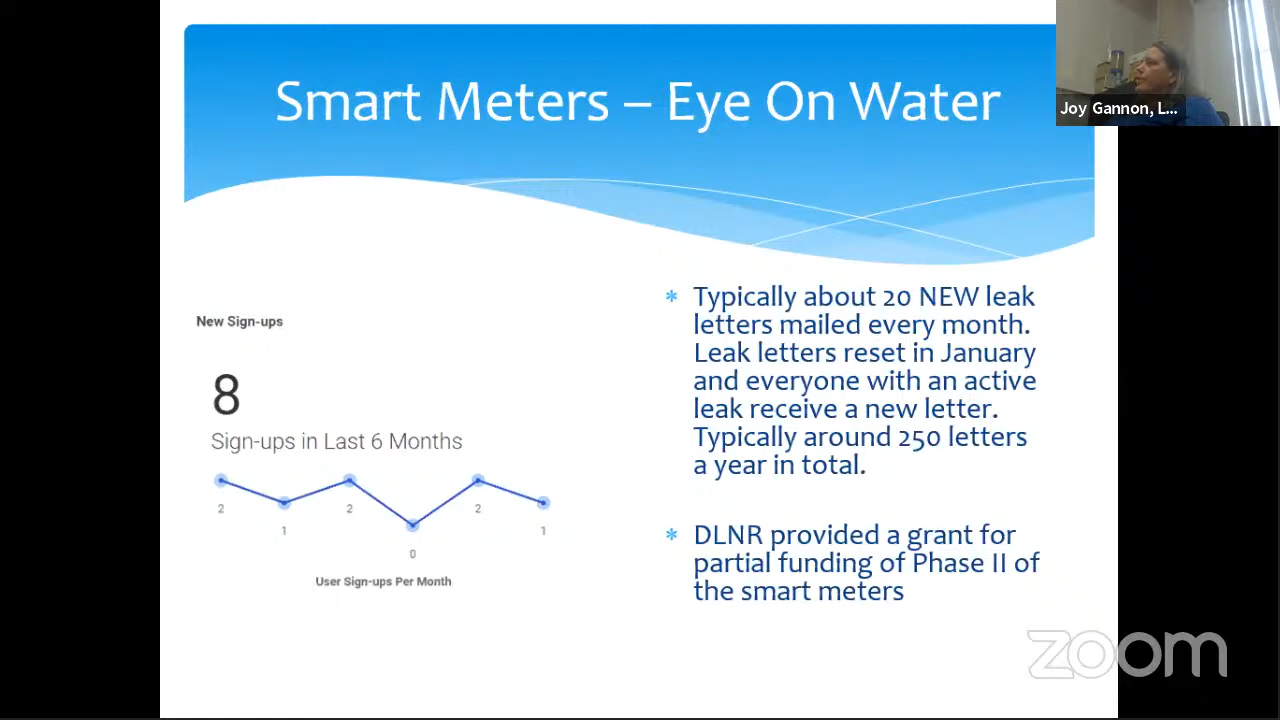 Smart Meters – Eye On Water
Joy Gannon, L...
New Sign-ups
8
Sign-ups in Last 6 Months
2
1
2
0
2
1
User Sign-ups Per Month
* Typically about 20 NEW leak
letters mailed every month.
Leak letters reset in January
and everyone with an active
leak receive a new letter.
Typically around 250 letters
a year in total.
* DLNR provided a grant for
partial funding of Phase II of
the smart meters
zoom